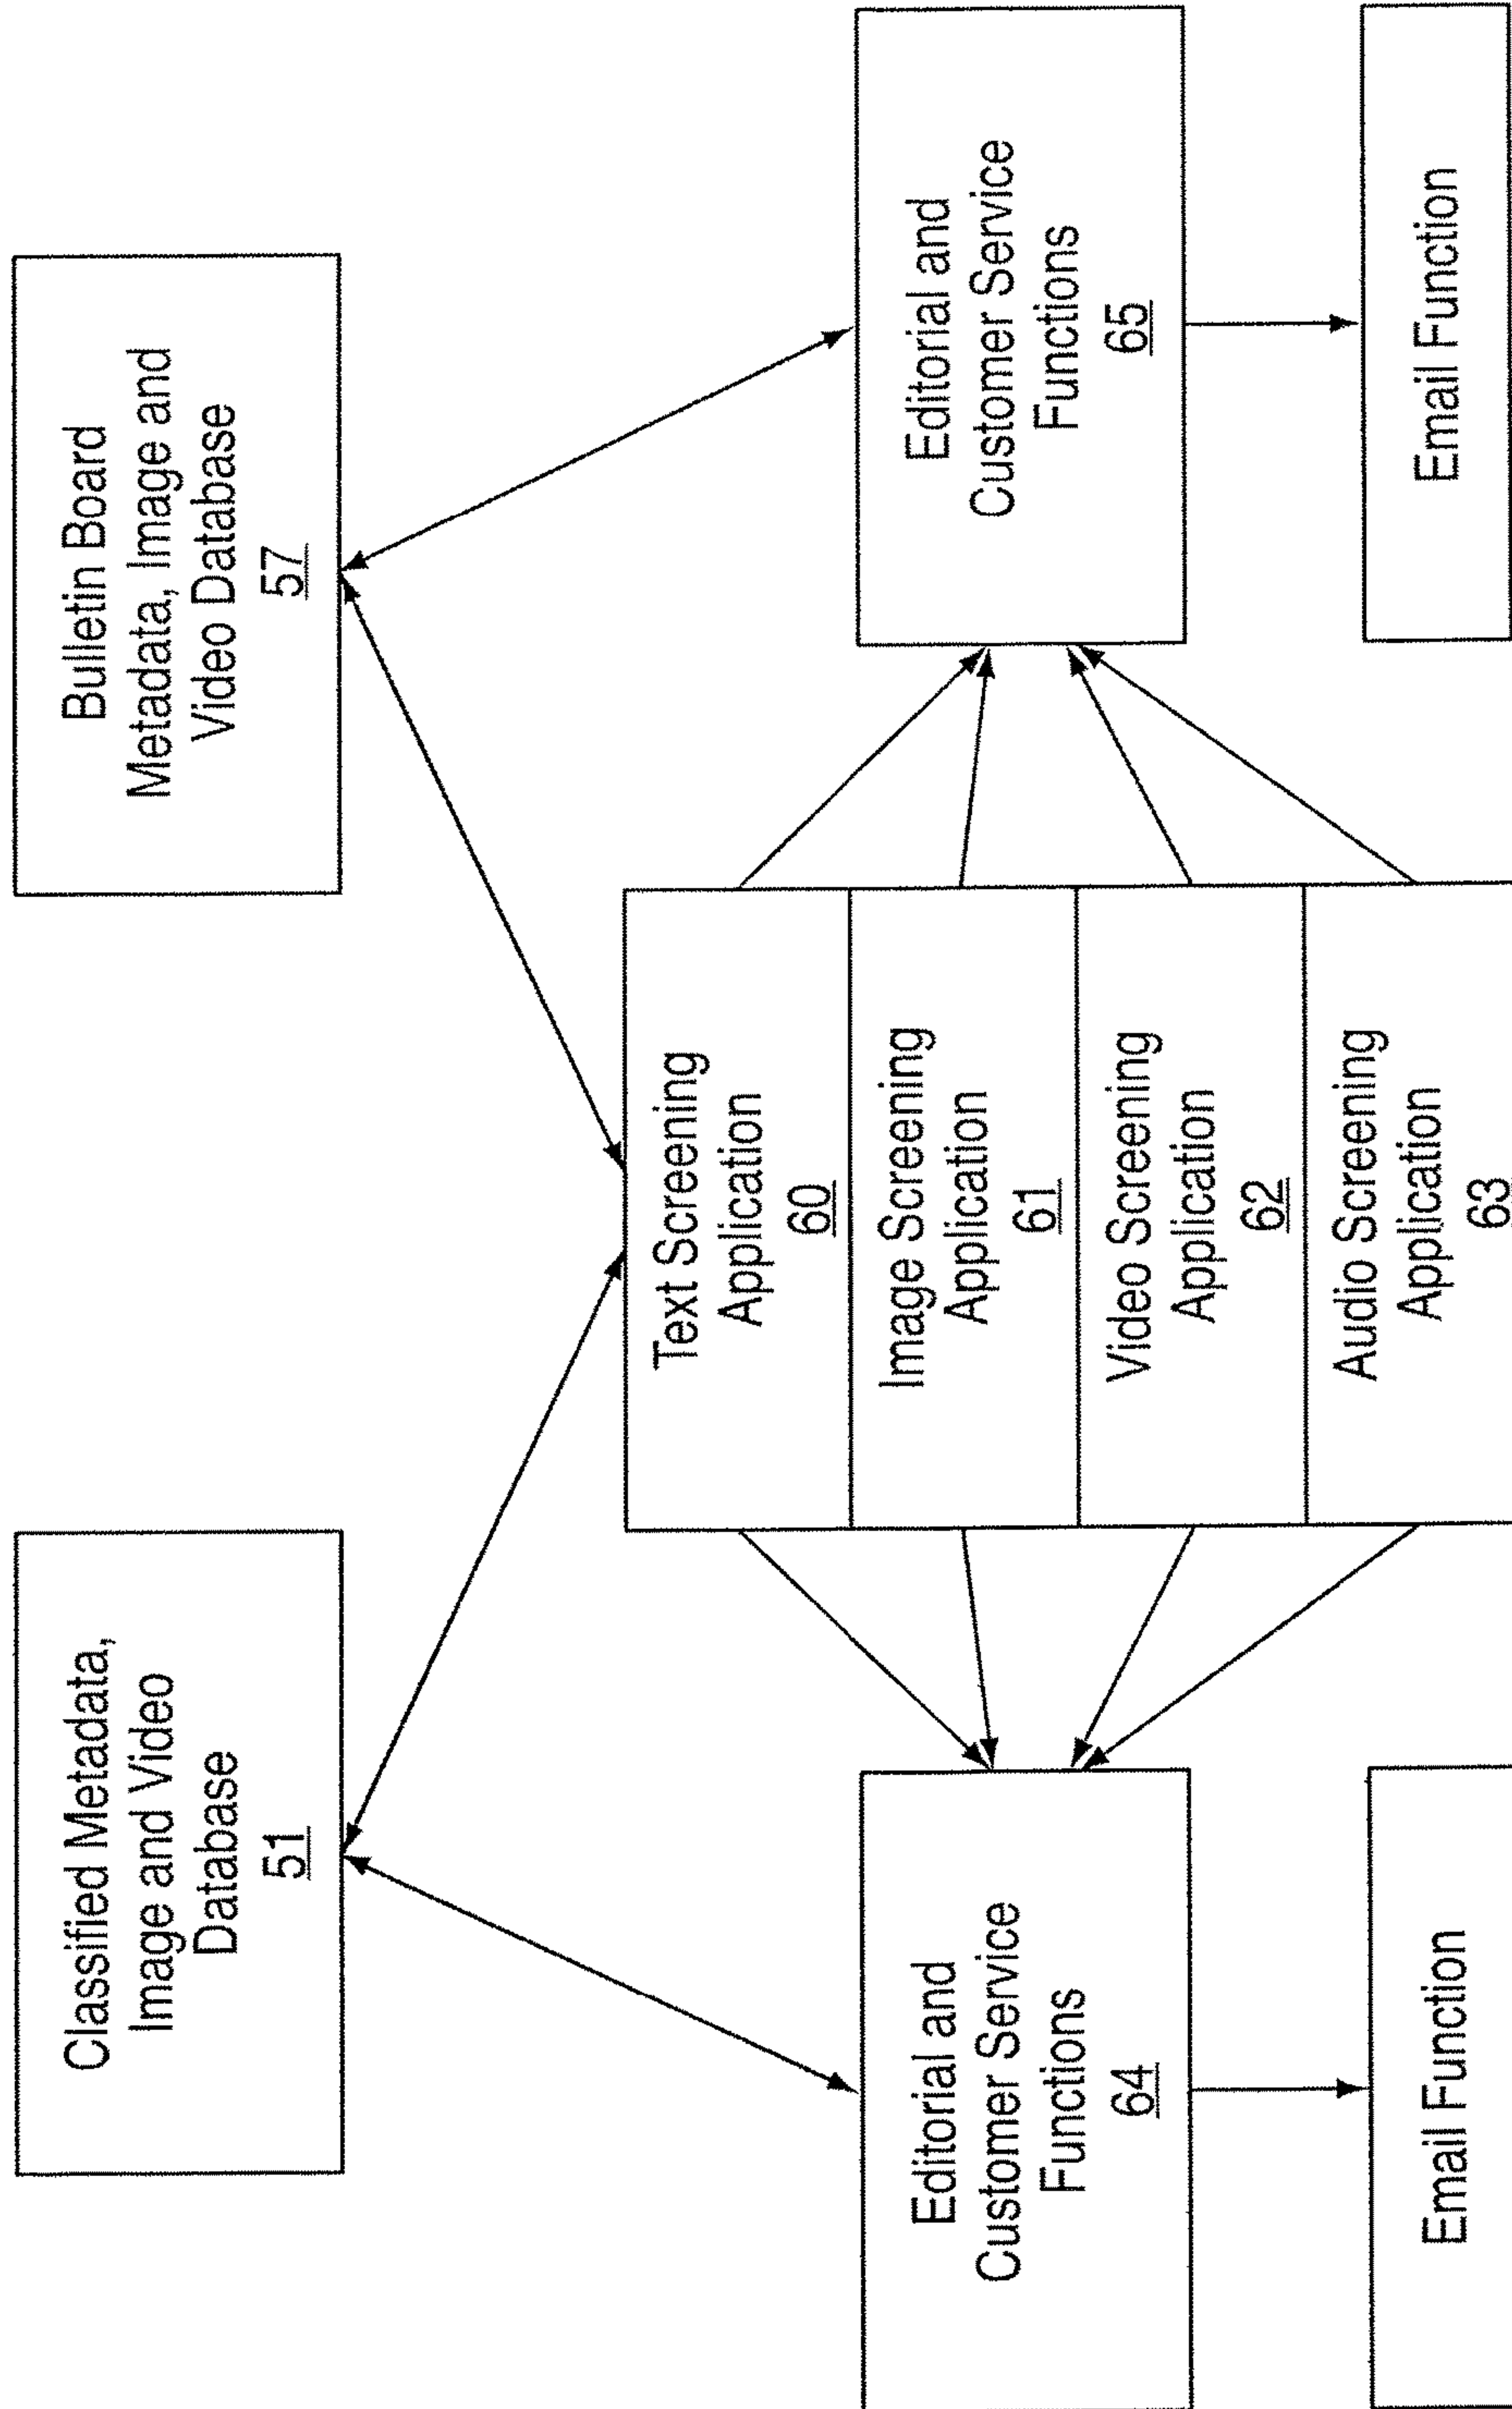 Classified Metadata,
Image and Video
Database
51
Bulletin Board
Metadata, Image and
Video Database
57
Text Screening
Application
60
Image Screening
Application
61
Video Screening
Application
62
Audio Screening
Application
63
Editorial and
Customer Service
Functions
64
Editorial and
Customer Service
Functions
65
Email Function
Email Function